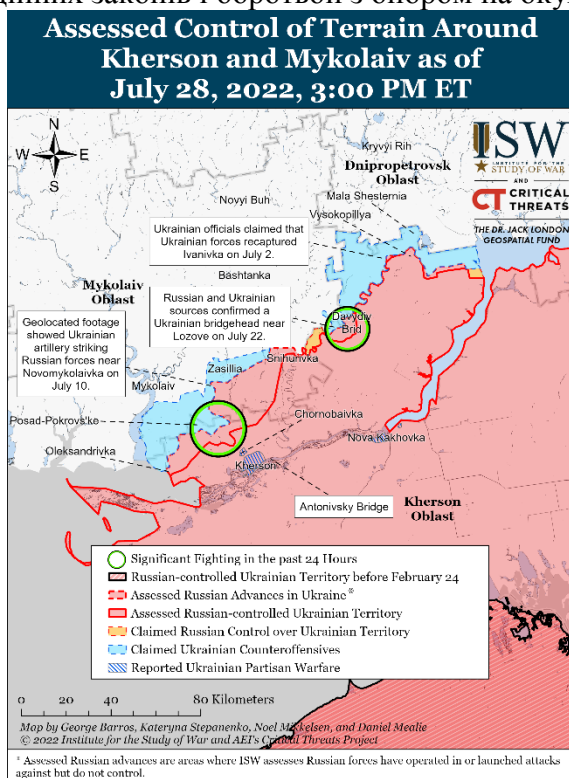 Assessed Control of Terrain Around
Kherson and Mykolaiv as of
July 28, 2022, 3:00 PM ET
N
W
E
S
ISW
INSTITUTE FOR THE
STUDY OF WAR
AND
CT CRITICAL
THREATS
THE DR. JACK LONDON
GEOSPATIAL FUND
Kryvyi Rih
Dnipropetrovsk
Oblast
Mala Shesternia
Novyi Buh
Vysokopillya
Ukrainian officials claimed that
Ukrainian forces recaptured
Ivanivka on July 2.
Bashtanka
Mykolaiv
Oblast
Russian and Ukrainian
sources confirmed a
Ukrainian bridgehead near
Lozove on July 22.
Davydiv
Brid
Geolocated footage
showed Ukrainian
artillery striking
Russian forces near
Novomykolaivka on
July 10.
Snihurivka
Zasillia
Mykolaiv
Posad-Pokrovs'ke
Chornobaivka
Nova Kakhovka
Oleksandrivka
Kherson
Antonivsky Bridge
Kherson
Oblast
Significant Fighting in the past 24 Hours
Russian-controlled Ukrainian Territory before February 24
Assessed Russian Advances in Ukraine*
Assessed Russian-controlled Ukrainian Territory
Claimed Russian Control over Ukrainian Territory
Claimed Ukrainian Counteroffensives
Reported Ukrainian Partisan Warfare
0 20 40 80 Kilometers
Map by George Barros, Kateryna Stepanenko, Noel Mikkelsen, and Daniel Mealie
© 2022 Institute for the Study of War and AEI's Critical Threats Project
* Assessed Russian advances are areas where ISW assesses Russian forces have operated in or launched attacks
against but do not control.